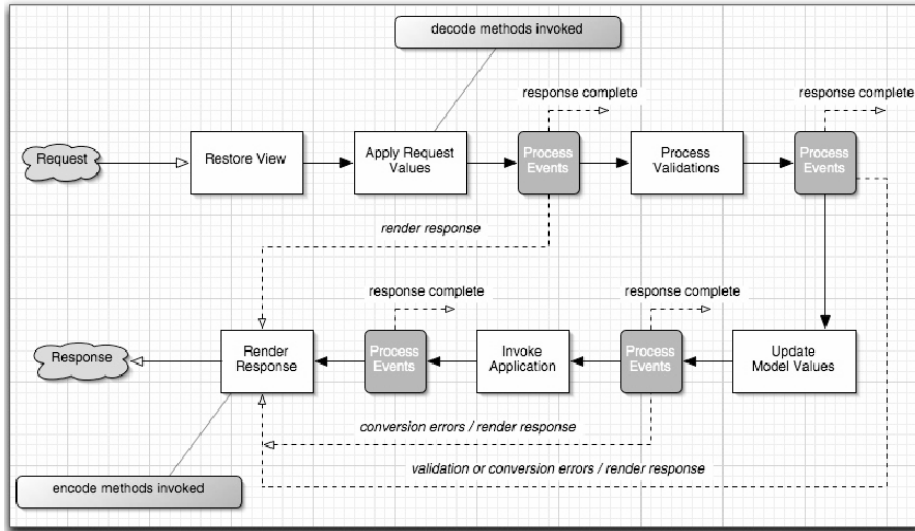 decode methods invoked
response complete
response complete
Request
Restore View
Apply Request
Values
Process
Events
Process
Validations
Process
Events
render response
response complete
response complete
Response
Render
Response
Process
Events
Invoke
Application
Process
Events
Update
Model Values
conversion errors / render response
validation or conversion errors / render response
encode methods invoked